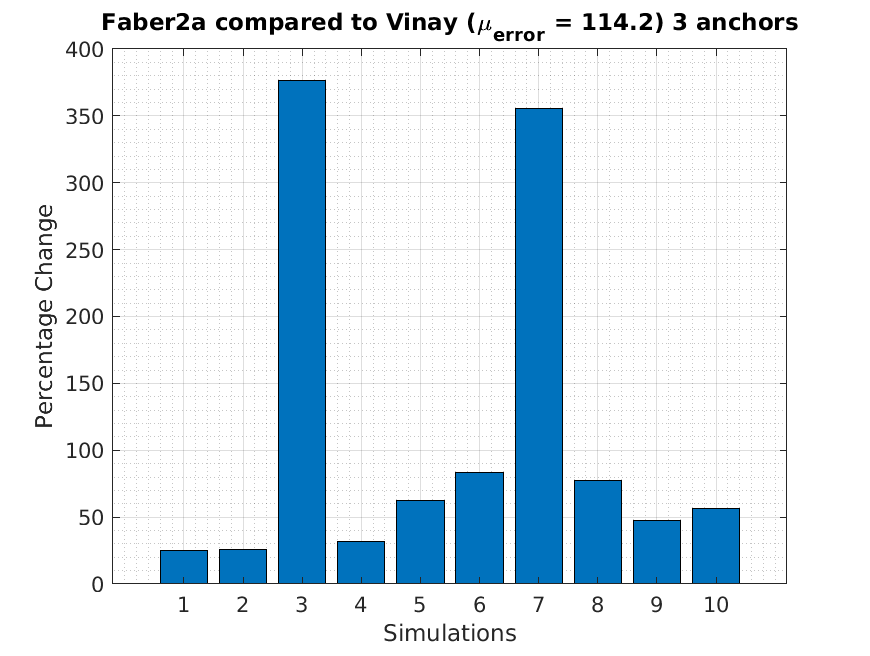 Faber2a compared to Vinay (μerror = 114.2) 3 anchors
400
350
300
250
200
150
100
50
0
Percentage Change
1 2 3 4 5 6 7 8 9 10
Simulations